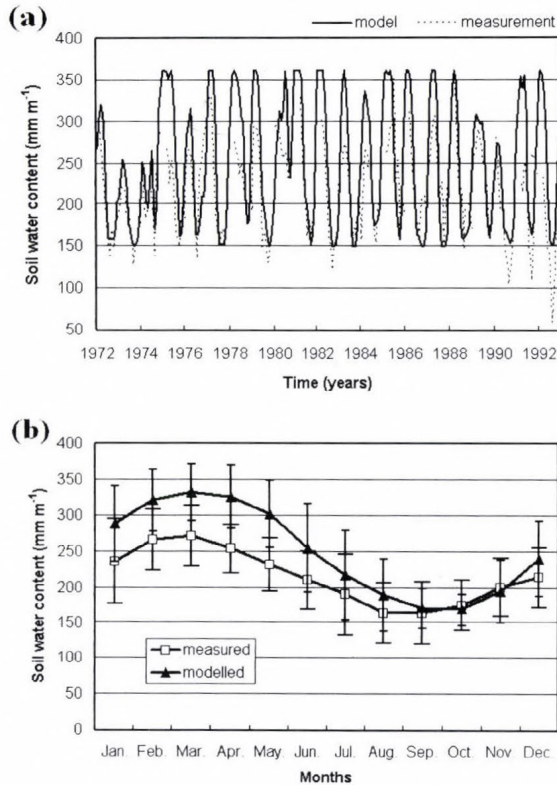 (a)
model measurement
Soil water content (mm m⁻¹)
400
350
300
250
200
150
100
50
1972 1974 1976 1978 1980 1982 1984 1986 1988 1990 1992
Time (years)
(b)
Soil water content (mm m⁻¹)
400
350
300
250
200
150
100
50
0
measured
modelled
Jan. Feb. Mar. Apr. May. Jun. Jul. Aug. Sep. Oct. Nov Dec
Months